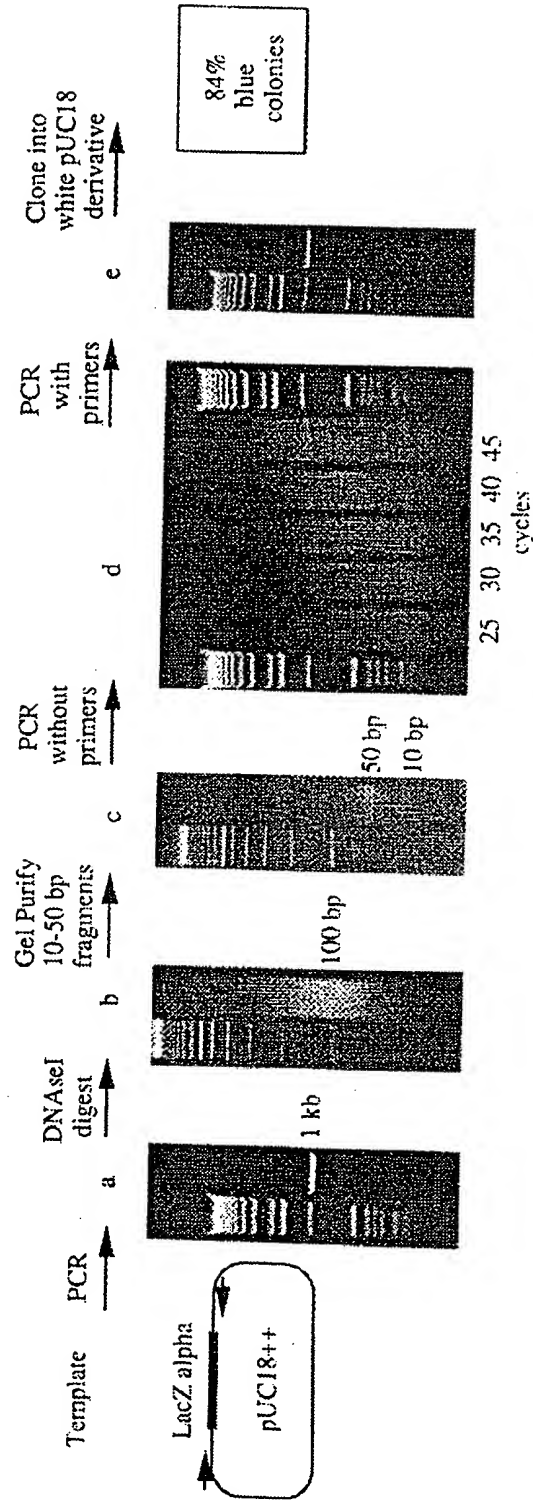 Template
PCR
a
DNAseI
digest
b
Gel Purify
10-50 bp
fragments
c
PCR
without
primers
d
PCR
with
primers
e
Clone into
white pUC18
derivative
LacZ alpha
pUC18++
1 kb
100 bp
50 bp
10 bp
25 30 35 40 45
cycles
84%
blue
colonies